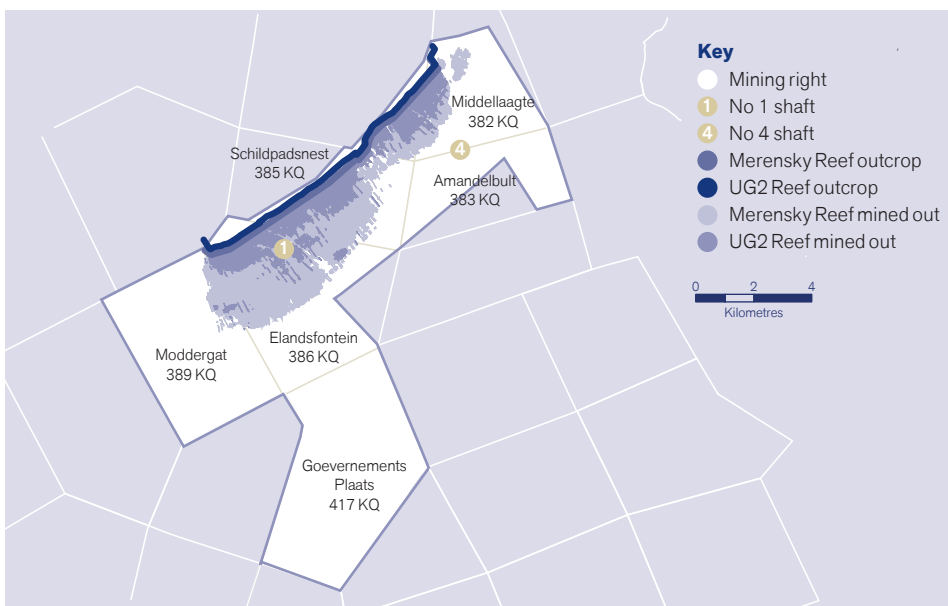 Key
Mining right
1 No 1 shaft
4 No 4 shaft
Merensky Reef outcrop
UG2 Reef outcrop
Merensky Reef mined out
UG2 Reef mined out
0 2 4
Kilometres
Middellaagte
382 KQ
4
Schildpadsnest
385 KQ
Amandelbult
383 KQ
1
Elandsfontein
386 KQ
Moddergat
389 KQ
Goevernements
Plaats
417 KQ